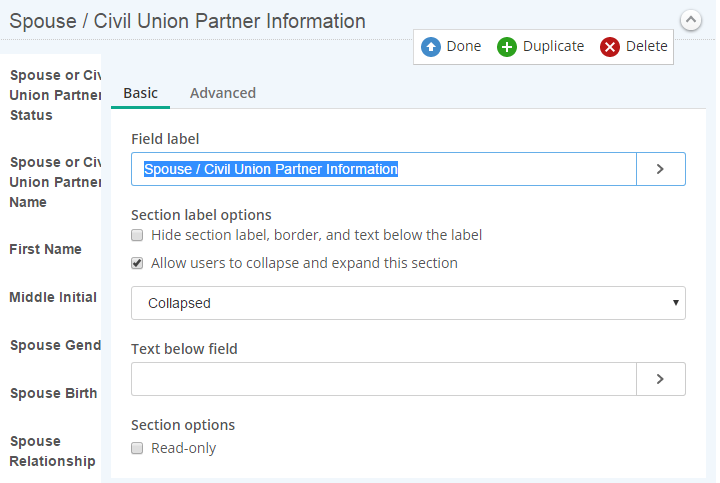 Spouse / Civil Union Partner Information
Done Duplicate Delete
Spouse or Civ
Union Partner
Status
Spouse or Civ
Union Partner
Name
First Name
Middle Initial
Spouse Gend
Spouse Birth
Spouse
Relationship
Basic Advanced
Field label
Spouse / Civil Union Partner Information
Section label options
Hide section label, border, and text below the label
Allow users to collapse and expand this section
Collapsed
Text below field
Section options
Read-only